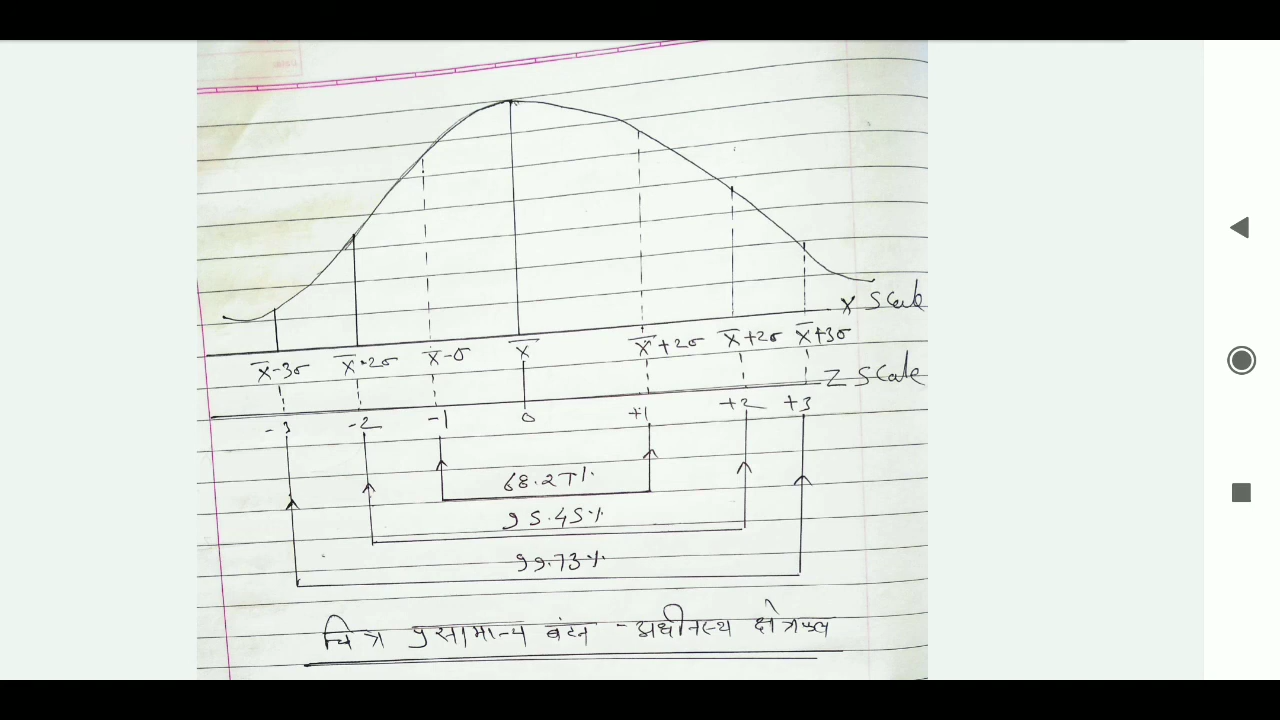 X Scale
X̅-3σ X̅-2σ X̅-σ X̅ X̅+2σ X̅+2σ X̅+3σ
Z Scale
-3 -2 -1 0 +1 +2 +3
68.27%
95.45%
99.73%
चित्र प्रसामान्य बंटन - अधीनस्थ क्षेत्रफल